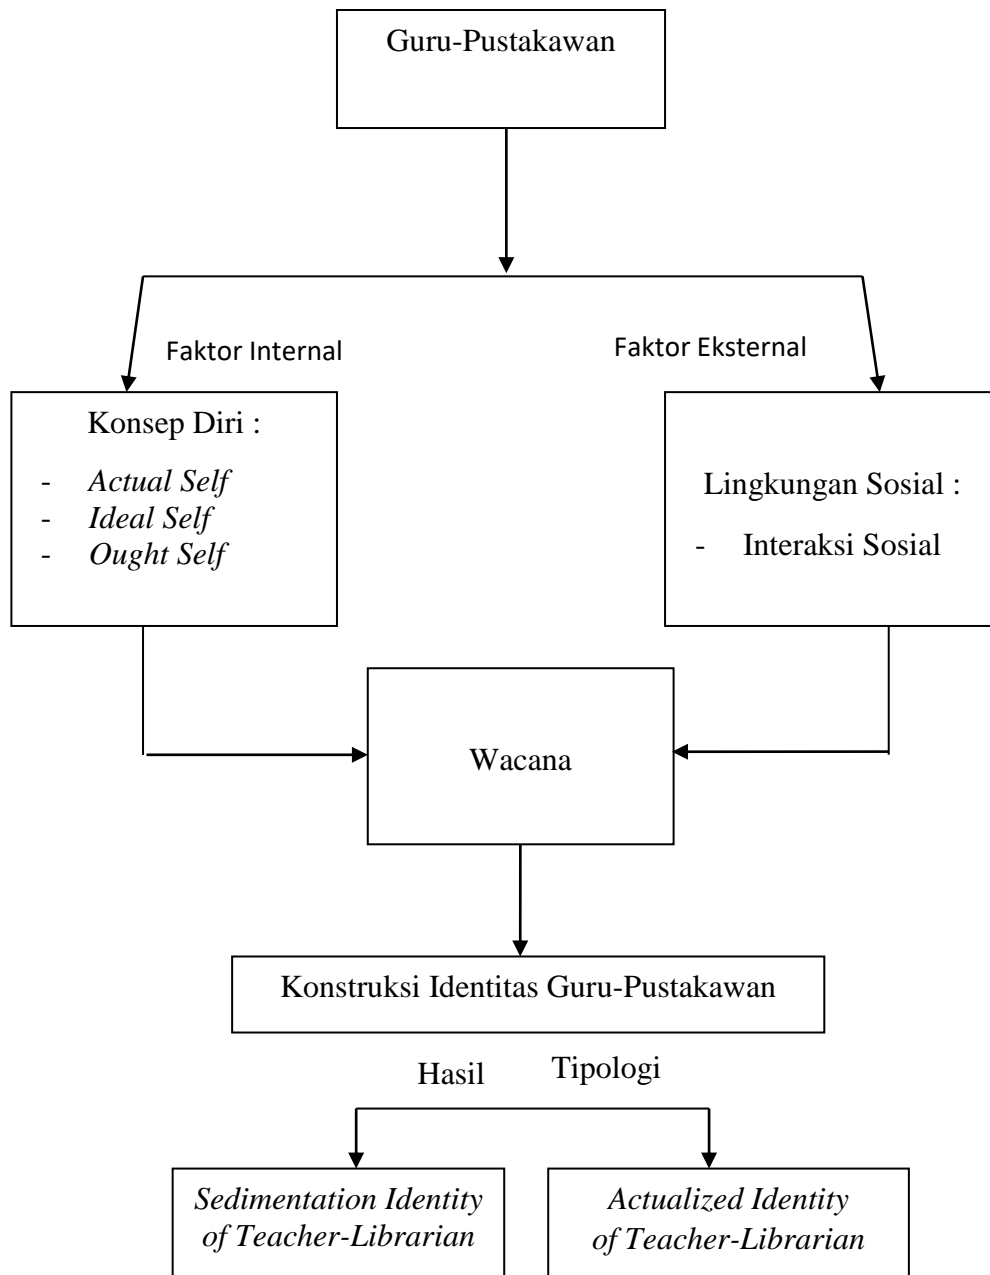 Guru-Pustakawan
Faktor Internal
Faktor Eksternal
Konsep Diri :
- Actual Self
- Ideal Self
- Ought Self
Lingkungan Sosial :
- Interaksi Sosial
Wacana
Konstruksi Identitas Guru-Pustakawan
Hasil Tipologi
Sedimentation Identity
of Teacher-Librarian
Actualized Identity
of Teacher-Librarian